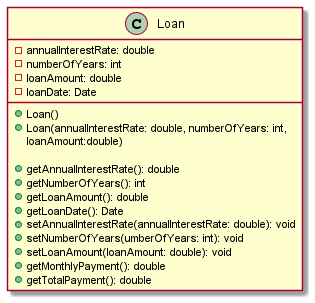 C Loan
annualInterestRate: double
numberOfYears: int
loanAmount: double
loanDate: Date
Loan()
Loan(annualInterestRate: double, numberOfYears: int,
loanAmount:double)
getAnnualInterestRate(): double
getNumberOfYears(): int
getLoanAmount(): double
getLoanDate(): Date
setAnnualInterestRate(annualInterestRate: double): void
setNumberOfYears(umberOfYears: int): void
setLoanAmount(loanAmount: double): void
getMonthlyPayment(): double
getTotalPayment(): double